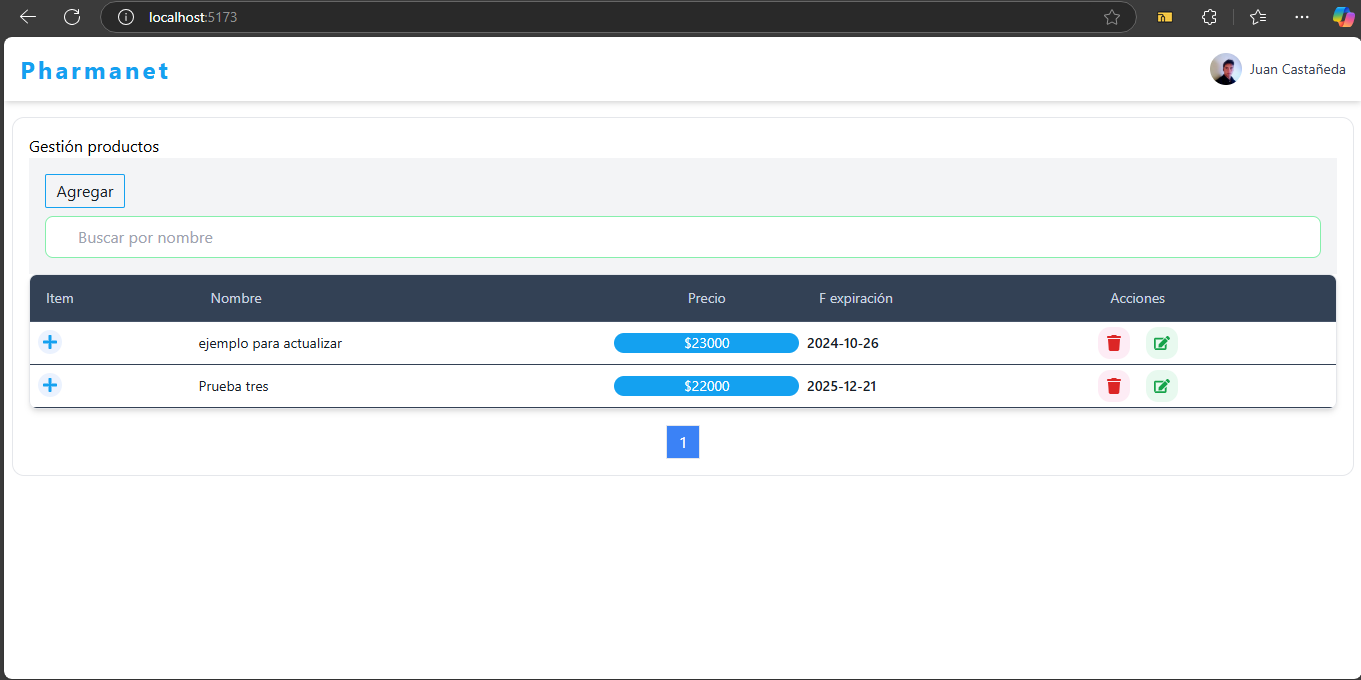 localhost:5173
Pharmanet
Juan Castañeda
Gestión productos
Agregar
Buscar por nombre
Item Nombre Precio F expiración Acciones
ejemplo para actualizar $23000 2024-10-26
Prueba tres $22000 2025-12-21
1